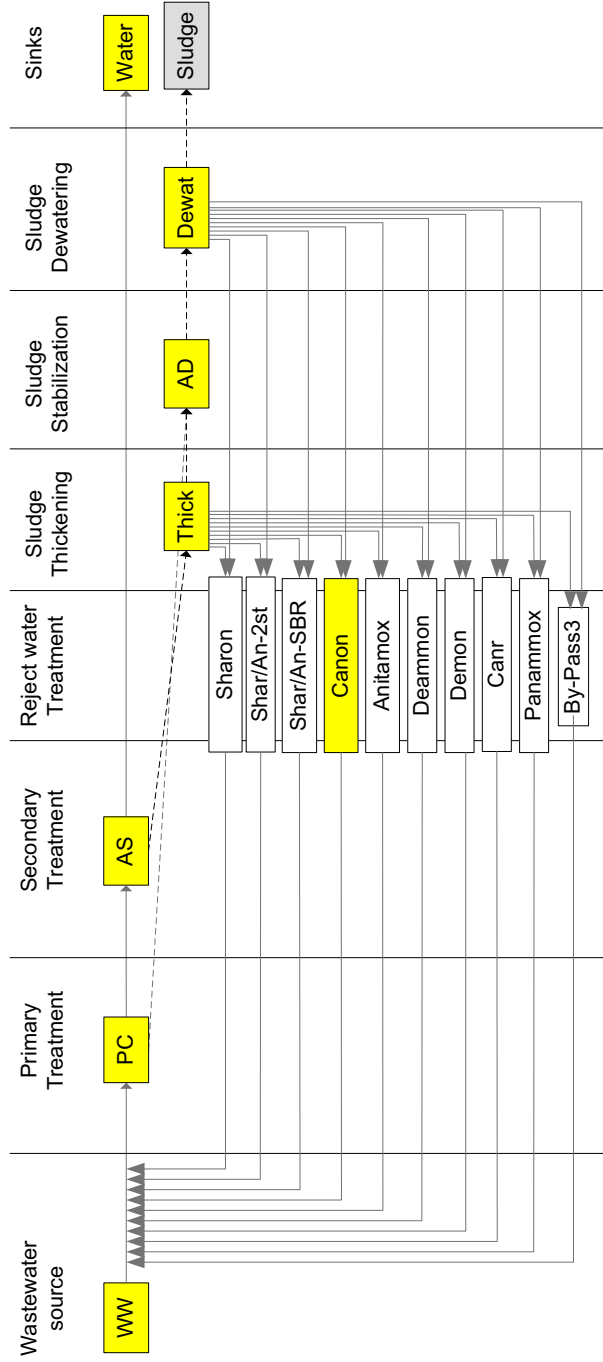 Wastewater
source
Primary
Treatment
Secondary
Treatment
Reject water
Treatment
Sludge
Thickening
Sludge
Stabilization
Sludge
Dewatering
Sinks
WW
PC
AS
Water
Thick
AD
Dewat
Sludge
Sharon
Shar/An-2st
Shar/An-SBR
Canon
Anitamox
Deammon
Demon
Canr
Panammox
By-Pass3